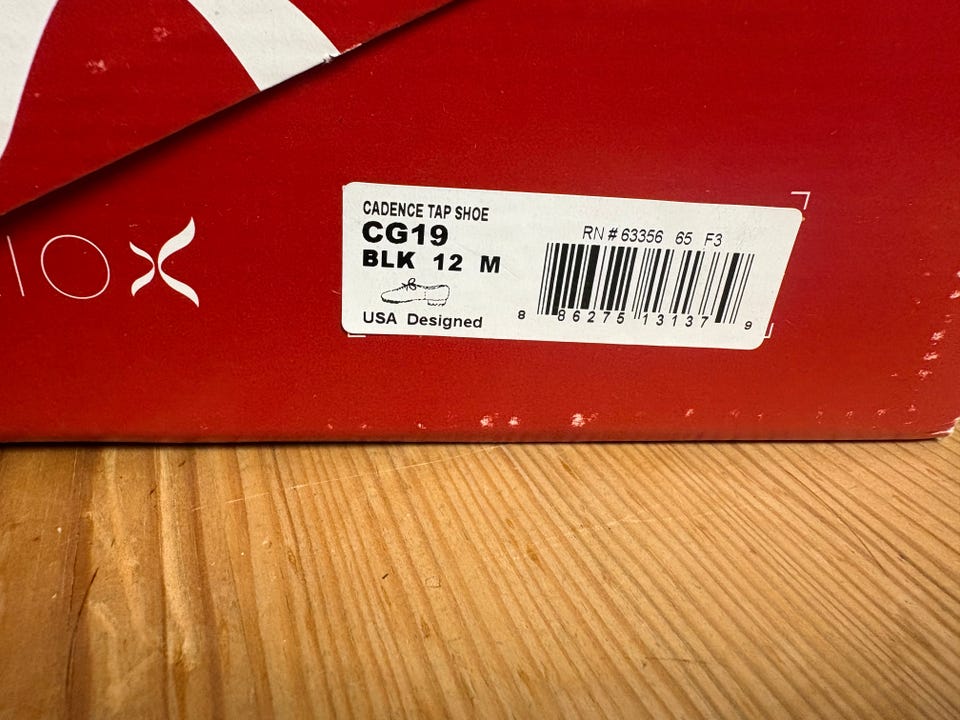 CADENCE TAP SHOE
CG19
BLK 12 M
USA Designed
RN # 63356 65 F3
8 86275 13137 9